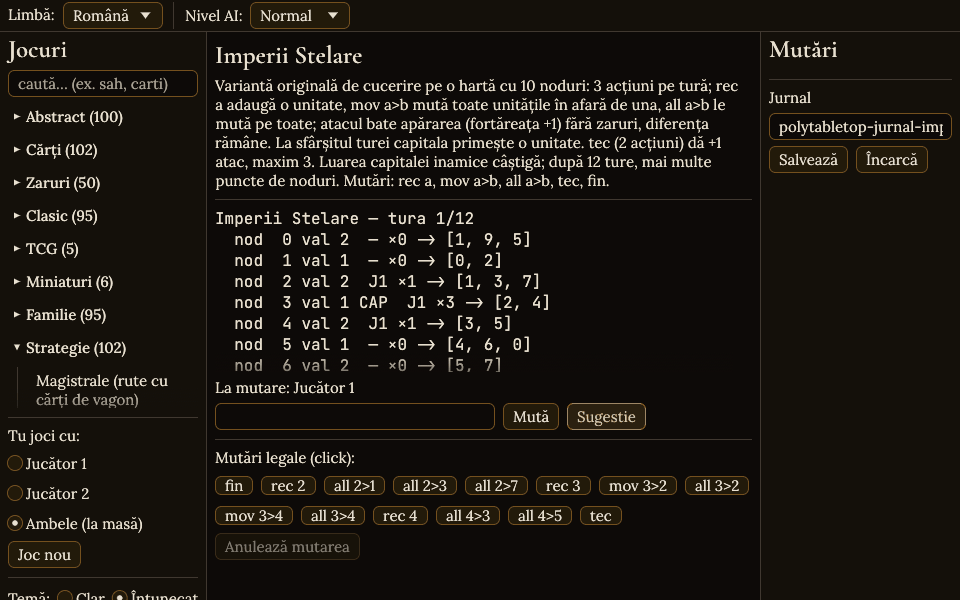 Limbă: Română ▼ Nivel AI: Normal ▼
Jocuri
caută... (ex. sah, carti)
▸ Abstract (100)
▸ Cărți (102)
▸ Zaruri (50)
▸ Clasic (95)
▸ TCG (5)
▸ Miniaturi (6)
▸ Familie (95)
▾ Strategie (102)
Magistrale (rute cu
cărți de vagon)
Tu joci cu:
Jucător 1
Jucător 2
Ambele (la masă)
Joc nou
Temă: Clar Întunecat
Imperii Stelare
Variantă originală de cucerire pe o hartă cu 10 noduri: 3 acțiuni pe tură; rec
a adaugă o unitate, mov a>b mută toate unitățile în afară de una, all a>b le
mută pe toate; atacul bate apărarea (fortăreața +1) fără zaruri, diferența
rămâne. La sfârșitul turei capitala primește o unitate. tec (2 acțiuni) dă +1
atac, maxim 3. Luarea capitalei inamice câștigă; după 12 ture, mai multe
puncte de noduri. Mutări: rec a, mov a>b, all a>b, tec, fin.
Imperii Stelare — tura 1/12
nod 0 val 2 — ×0 → [1, 9, 5]
nod 1 val 1 — ×0 → [0, 2]
nod 2 val 2 J1 ×1 → [1, 3, 7]
nod 3 val 1 CAP J1 ×3 → [2, 4]
nod 4 val 2 J1 ×1 → [3, 5]
nod 5 val 1 — ×0 → [4, 6, 0]
nod 6 val 2 — ×0 → [5, 7]
La mutare: Jucător 1
Mută Sugestie
Mutări legale (click):
fin rec 2 all 2>1 all 2>3 all 2>7 rec 3 mov 3>2 all 3>2
mov 3>4 all 3>4 rec 4 all 4>3 all 4>5 tec
Anulează mutarea
Mutări
Jurnal
polytabletop-jurnal-imp
Salvează Încarcă